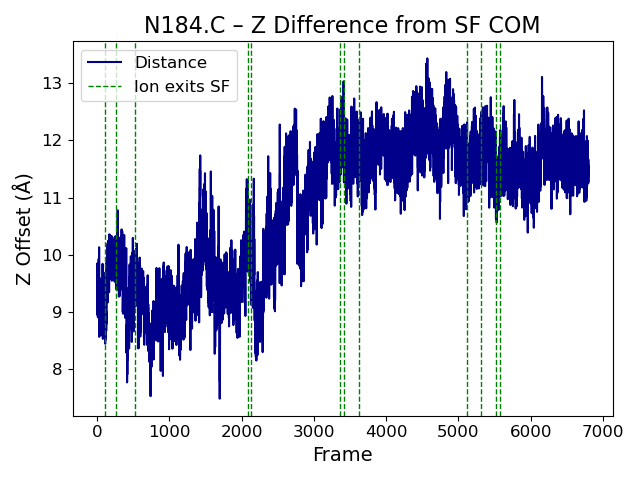 N184.C – Z Difference from SF COM
Distance
Ion exits SF
Z Offset (Å)
13
12
11
10
9
8
0 1000 2000 3000 4000 5000 6000 7000
Frame